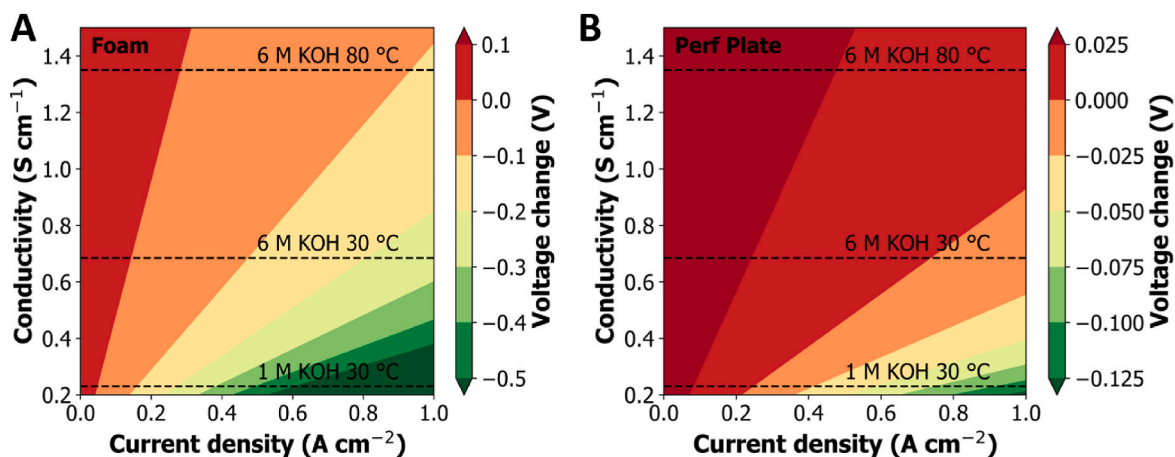 A
Foam
6 M KOH 80 °C
6 M KOH 30 °C
1 M KOH 30 °C
Conductivity (S cm−1)
1.4
1.2
1.0
0.8
0.6
0.4
0.2
0.0 0.2 0.4 0.6 0.8 1.0
Current density (A cm−2)
0.1
0.0
−0.1
−0.2
−0.3
−0.4
−0.5
Voltage change (V)
B
Perf Plate
6 M KOH 80 °C
6 M KOH 30 °C
1 M KOH 30 °C
Conductivity (S cm−1)
1.4
1.2
1.0
0.8
0.6
0.4
0.2
0.0 0.2 0.4 0.6 0.8 1.0
Current density (A cm−2)
0.025
0.000
−0.025
−0.050
−0.075
−0.100
−0.125
Voltage change (V)